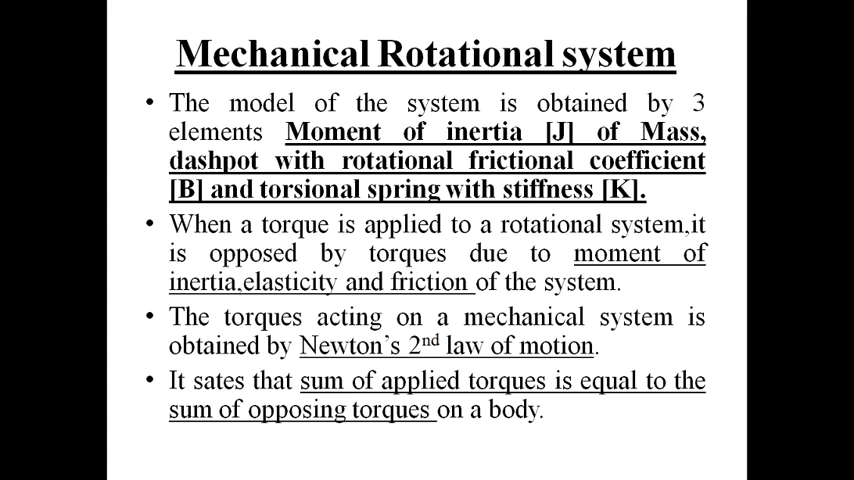 Mechanical Rotational system
• The model of the system is obtained by 3
elements Moment of inertia [J] of Mass,
dashpot with rotational frictional coefficient
[B] and torsional spring with stiffness [K].
• When a torque is applied to a rotational system,it
is opposed by torques due to moment of
inertia,elasticity and friction of the system.
• The torques acting on a mechanical system is
obtained by Newton’s 2nd law of motion.
• It sates that sum of applied torques is equal to the
sum of opposing torques on a body.